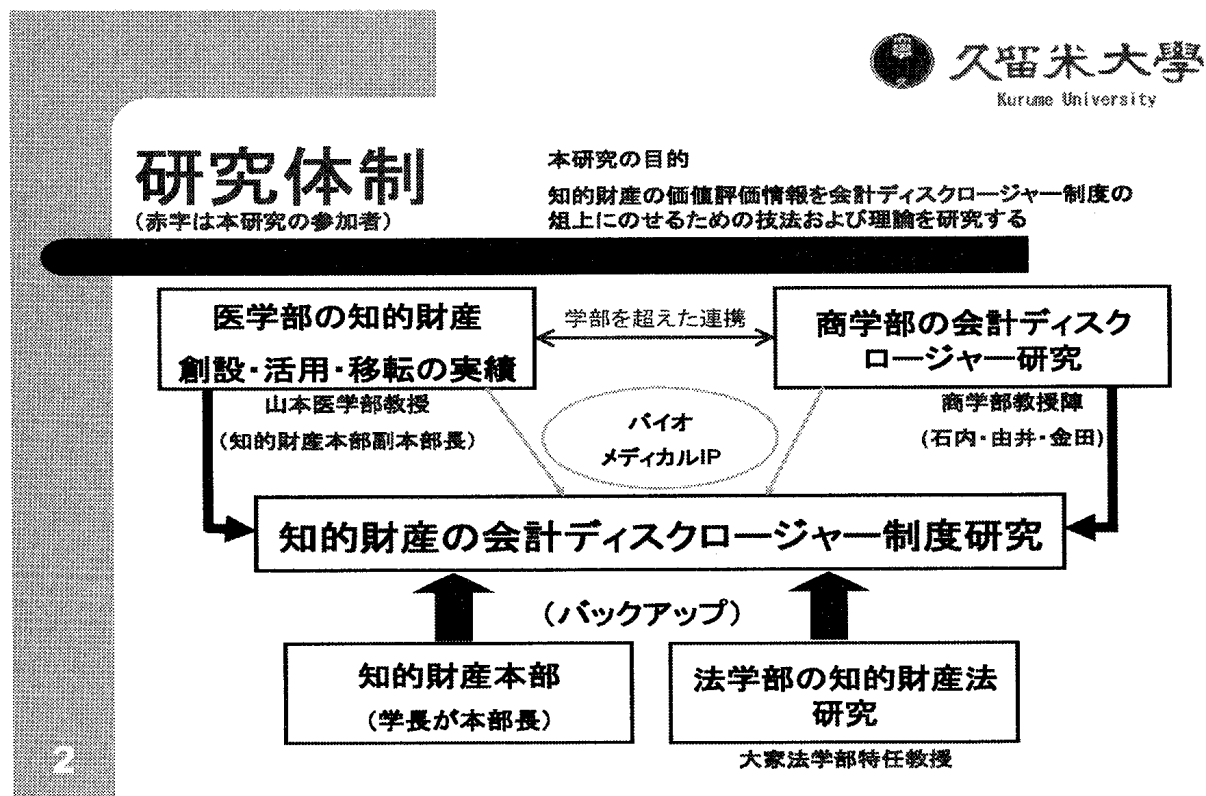 久留米大學
Kurume University
研究体制
(赤字は本研究の参加者)
本研究の目的
知的財産の価値評価情報を会計ディスクロージャー制度の
俎上にのせるための技法および理論を研究する
医学部の知的財産
創設・活用・移転の実績
学部を超えた連携
商学部の会計ディスク
ロージャー研究
山本医学部教授
(知的財産本部副本部長)
バイオ
メディカルIP
商学部教授陣
(石内・由井・金田)
知的財産の会計ディスクロージャー制度研究
(バックアップ)
知的財産本部
(学長が本部長)
法学部の知的財産法
研究
大家法学部特任教授
2